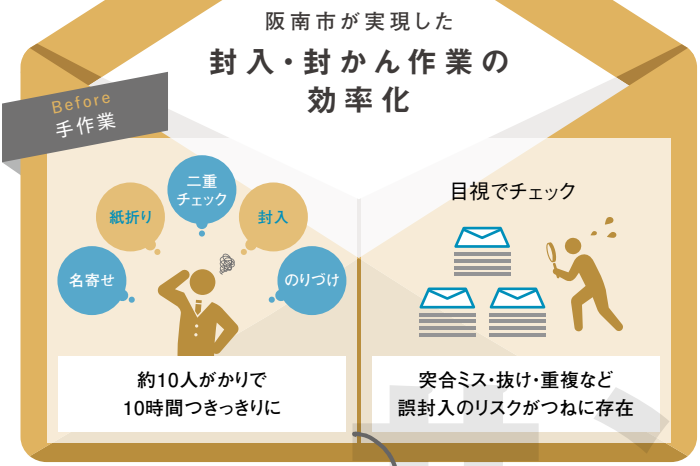 阪南市が実現した
封入・封かん作業の
効率化
Before
手作業
名寄せ
紙折り
二重
チェック
封入
のりづけ
約10人がかりで
10時間つきっきりに
目視でチェック
突合ミス・抜け・重複など
誤封入のリスクがつねに存在